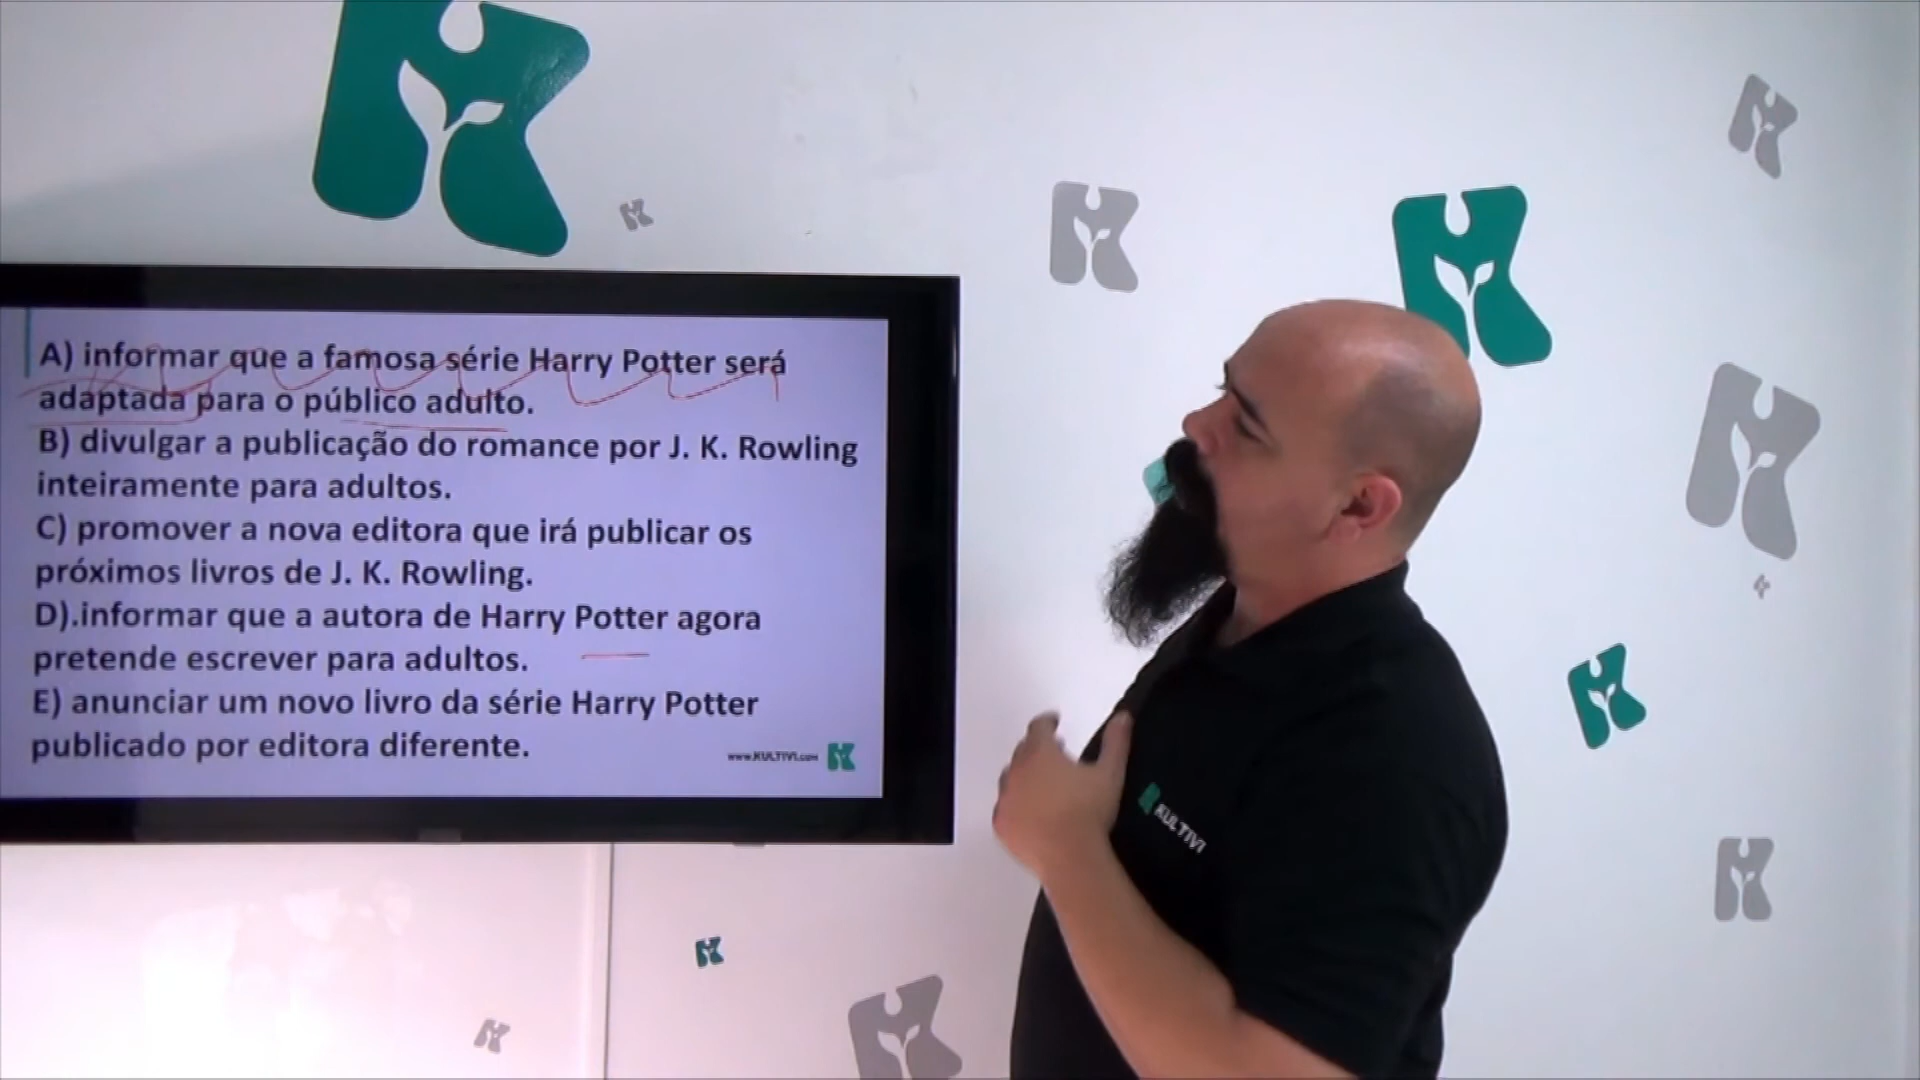 A) informar que a famosa série Harry Potter será
adaptada para o público adulto.
B) divulgar a publicação do romance por J. K. Rowling
inteiramente para adultos.
C) promover a nova editora que irá publicar os
próximos livros de J. K. Rowling.
D).informar que a autora de Harry Potter agora
pretende escrever para adultos.
E) anunciar um novo livro da série Harry Potter
publicado por editora diferente.
www.KULTIVI.com
KULTIVI